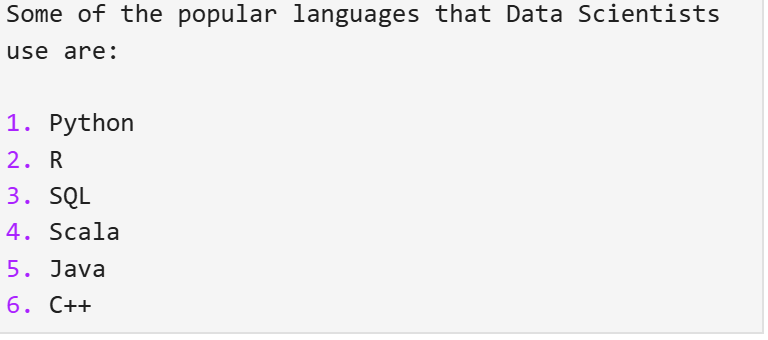 Some of the popular languages that Data Scientists
use are:
1. Python
2. R
3. SQL
4. Scala
5. Java
6. C++